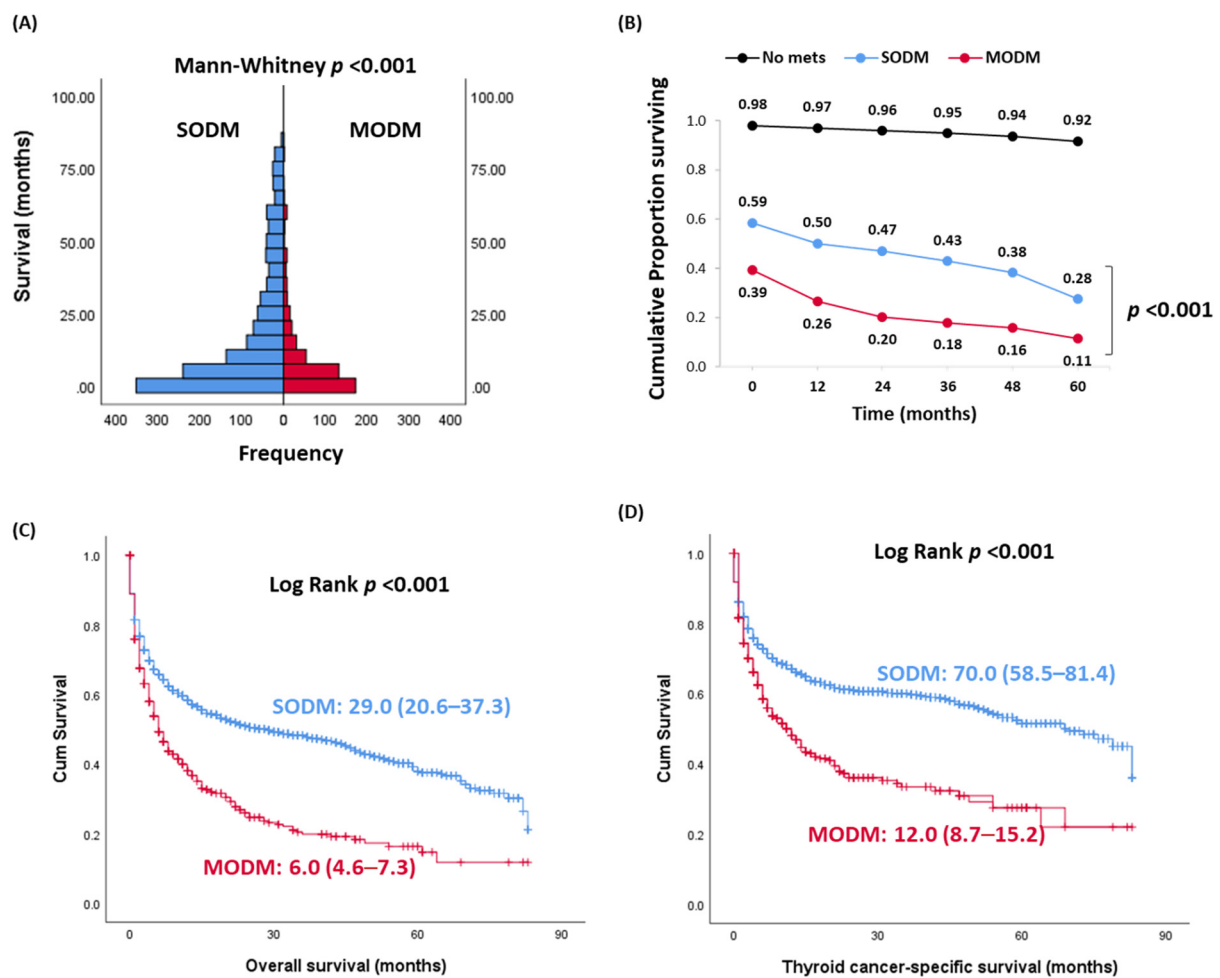 (A)
Mann-Whitney p <0.001
SODM
MODM
Survival (months)
100.00
75.00
50.00
25.00
.00
100.00
75.00
50.00
25.00
.00
400 300 200 100 0 100 200 300 400
Frequency
(B)
No mets SODM MODM
Cumulative Proportion surviving
1.0
0.8
0.6
0.4
0.2
0.0
0.98 0.97 0.96 0.95 0.94 0.92
0.59 0.50 0.47 0.43 0.38 0.28
0.39 0.26 0.20 0.18 0.16 0.11
p <0.001
0 12 24 36 48 60
Time (months)
(C)
Log Rank p <0.001
Cum Survival
1.0
0.8
0.6
0.4
0.2
0.0
SODM: 29.0 (20.6–37.3)
MODM: 6.0 (4.6–7.3)
0 30 60 90
Overall survival (months)
(D)
Log Rank p <0.001
Cum Survival
1.0
0.8
0.6
0.4
0.2
0.0
SODM: 70.0 (58.5–81.4)
MODM: 12.0 (8.7–15.2)
0 30 60 90
Thyroid cancer-specific survival (months)